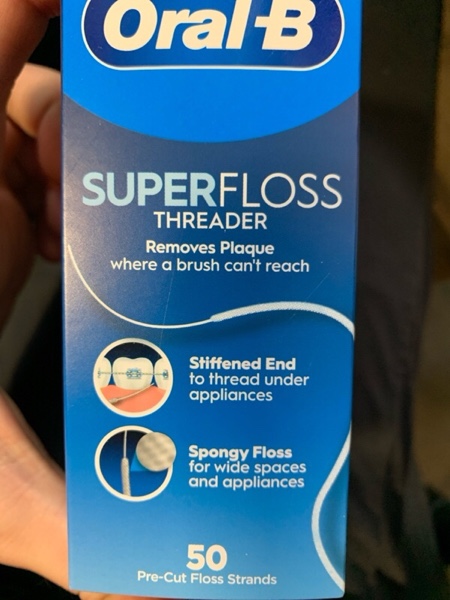 Oral-B
SUPERFLOSS
THREADER
Removes Plaque
where a brush can't reach
Stiffened End
to thread under
appliances
Spongy Floss
for wide spaces
and appliances
50
Pre-Cut Floss Strands